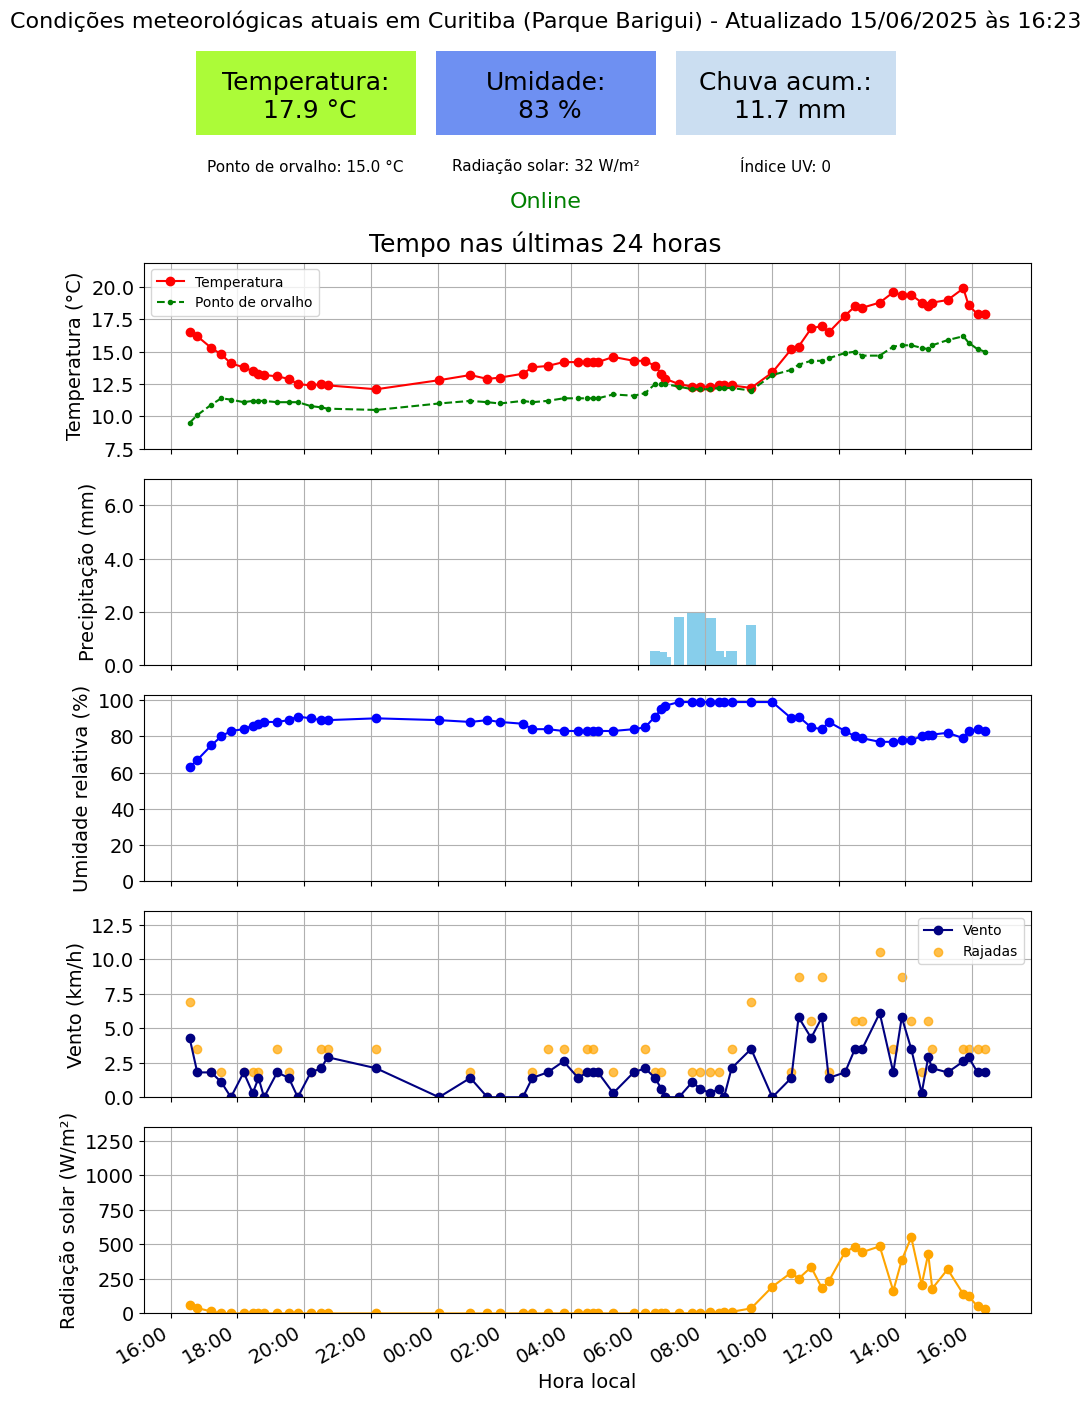 Condições meteorológicas atuais em Curitiba (Parque Barigui) - Atualizado 15/06/2025 às 16:23
Temperatura:
17.9 °C
Umidade:
83 %
Chuva acum.:
11.7 mm
Ponto de orvalho: 15.0 °C
Radiação solar: 32 W/m²
Índice UV: 0
Online
Tempo nas últimas 24 horas
Temperatura (°C)
20.0
17.5
15.0
12.5
10.0
7.5
Temperatura
Ponto de orvalho
Precipitação (mm)
6.0
4.0
2.0
0.0
Umidade relativa (%)
100
80
60
40
20
0
Vento (km/h)
12.5
10.0
7.5
5.0
2.5
0.0
Vento
Rajadas
Radiação solar (W/m²)
1250
1000
750
500
250
0
16:00
18:00
20:00
22:00
00:00
02:00
04:00
06:00
08:00
10:00
12:00
14:00
16:00
Hora local